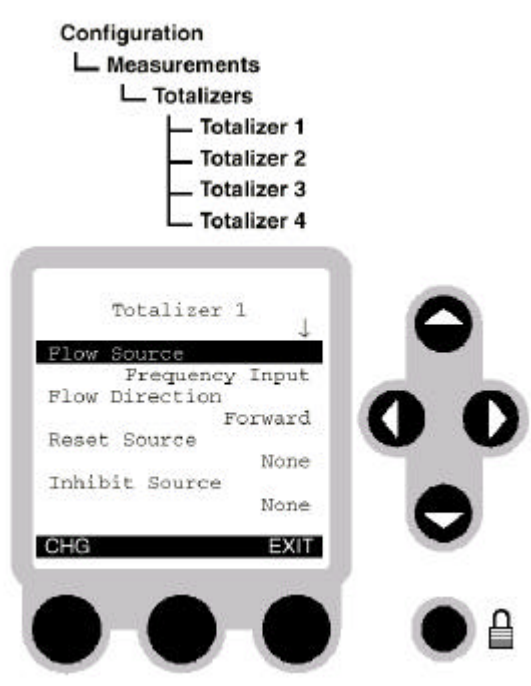 Configuration
Measurements
Totalizers
Totalizer 1
Totalizer 2
Totalizer 3
Totalizer 4
Totalizer 1
↓
Flow Source
Frequency Input
Flow Direction
Forward
Reset Source
None
Inhibit Source
None
CHG EXIT